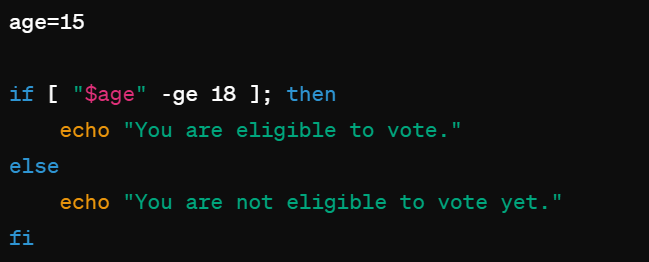 age=15
if [ "$age" -ge 18 ]; then
echo "You are eligible to vote."
else
echo "You are not eligible to vote yet."
fi